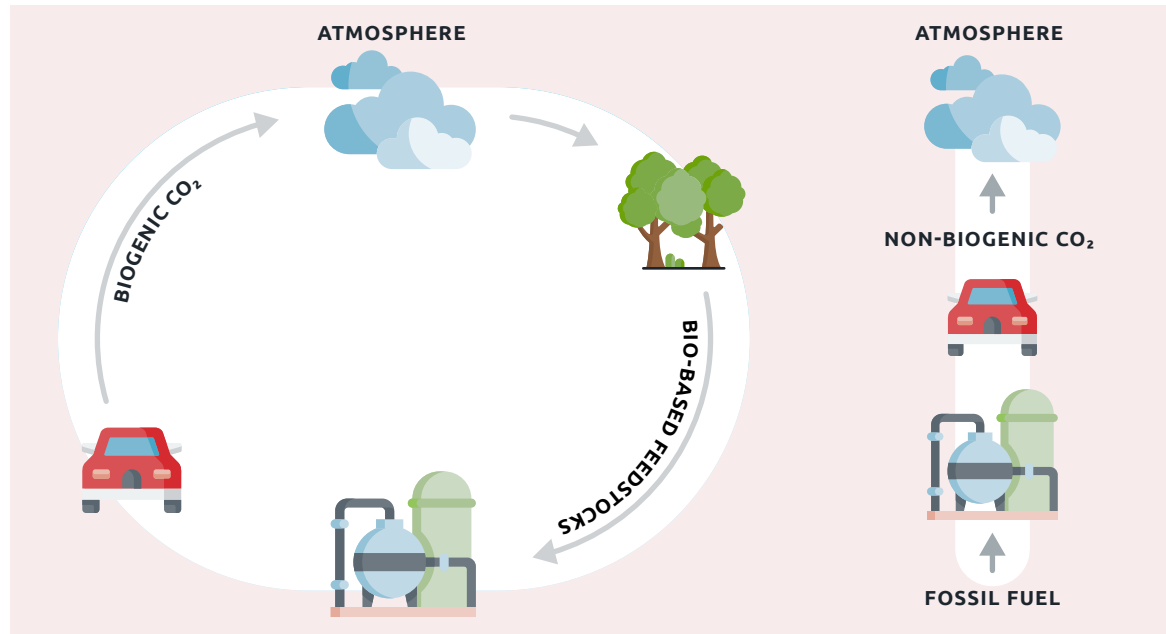 ATMOSPHERE
BIOGENIC CO₂
BIO-BASED FEEDSTOCKS
ATMOSPHERE
NON-BIOGENIC CO₂
FOSSIL FUEL